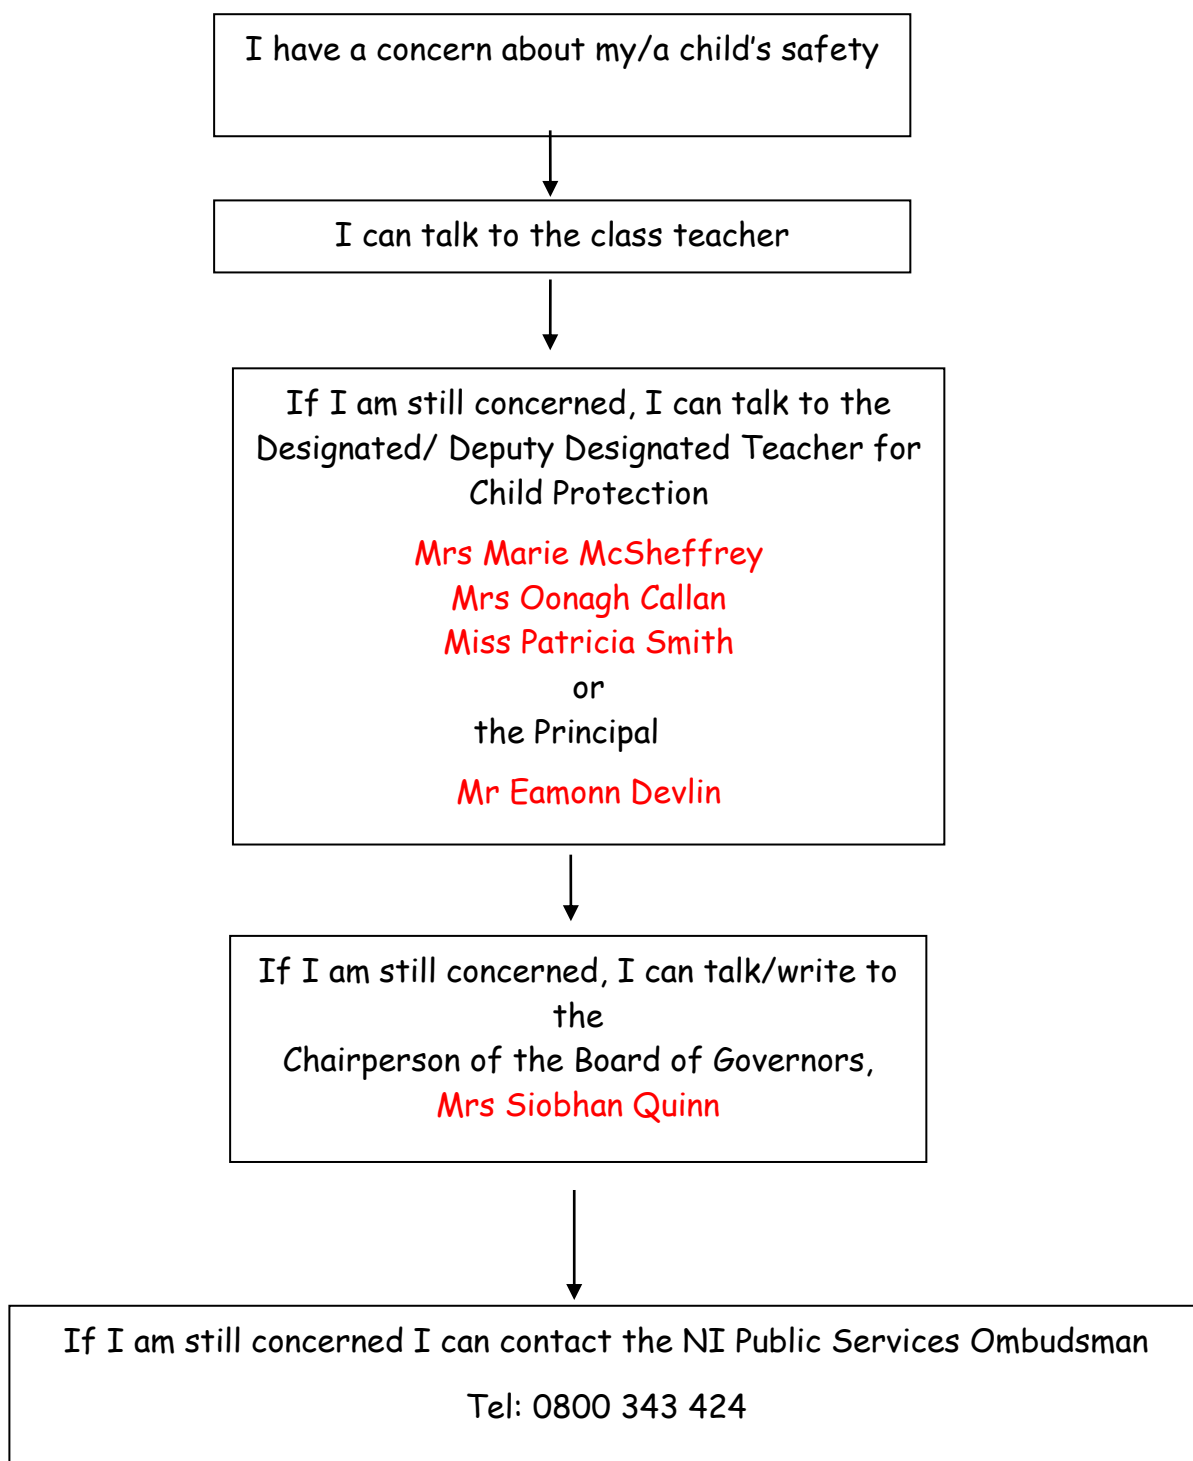 I have a concern about my/a child's safety
I can talk to the class teacher
If I am still concerned, I can talk to the
Designated/ Deputy Designated Teacher for
Child Protection
Mrs Marie McSheffrey
Mrs Oonagh Callan
Miss Patricia Smith
or
the Principal
Mr Eamonn Devlin
If I am still concerned, I can talk/write to
the
Chairperson of the Board of Governors,
Mrs Siobhan Quinn
If I am still concerned I can contact the NI Public Services Ombudsman
Tel: 0800 343 424